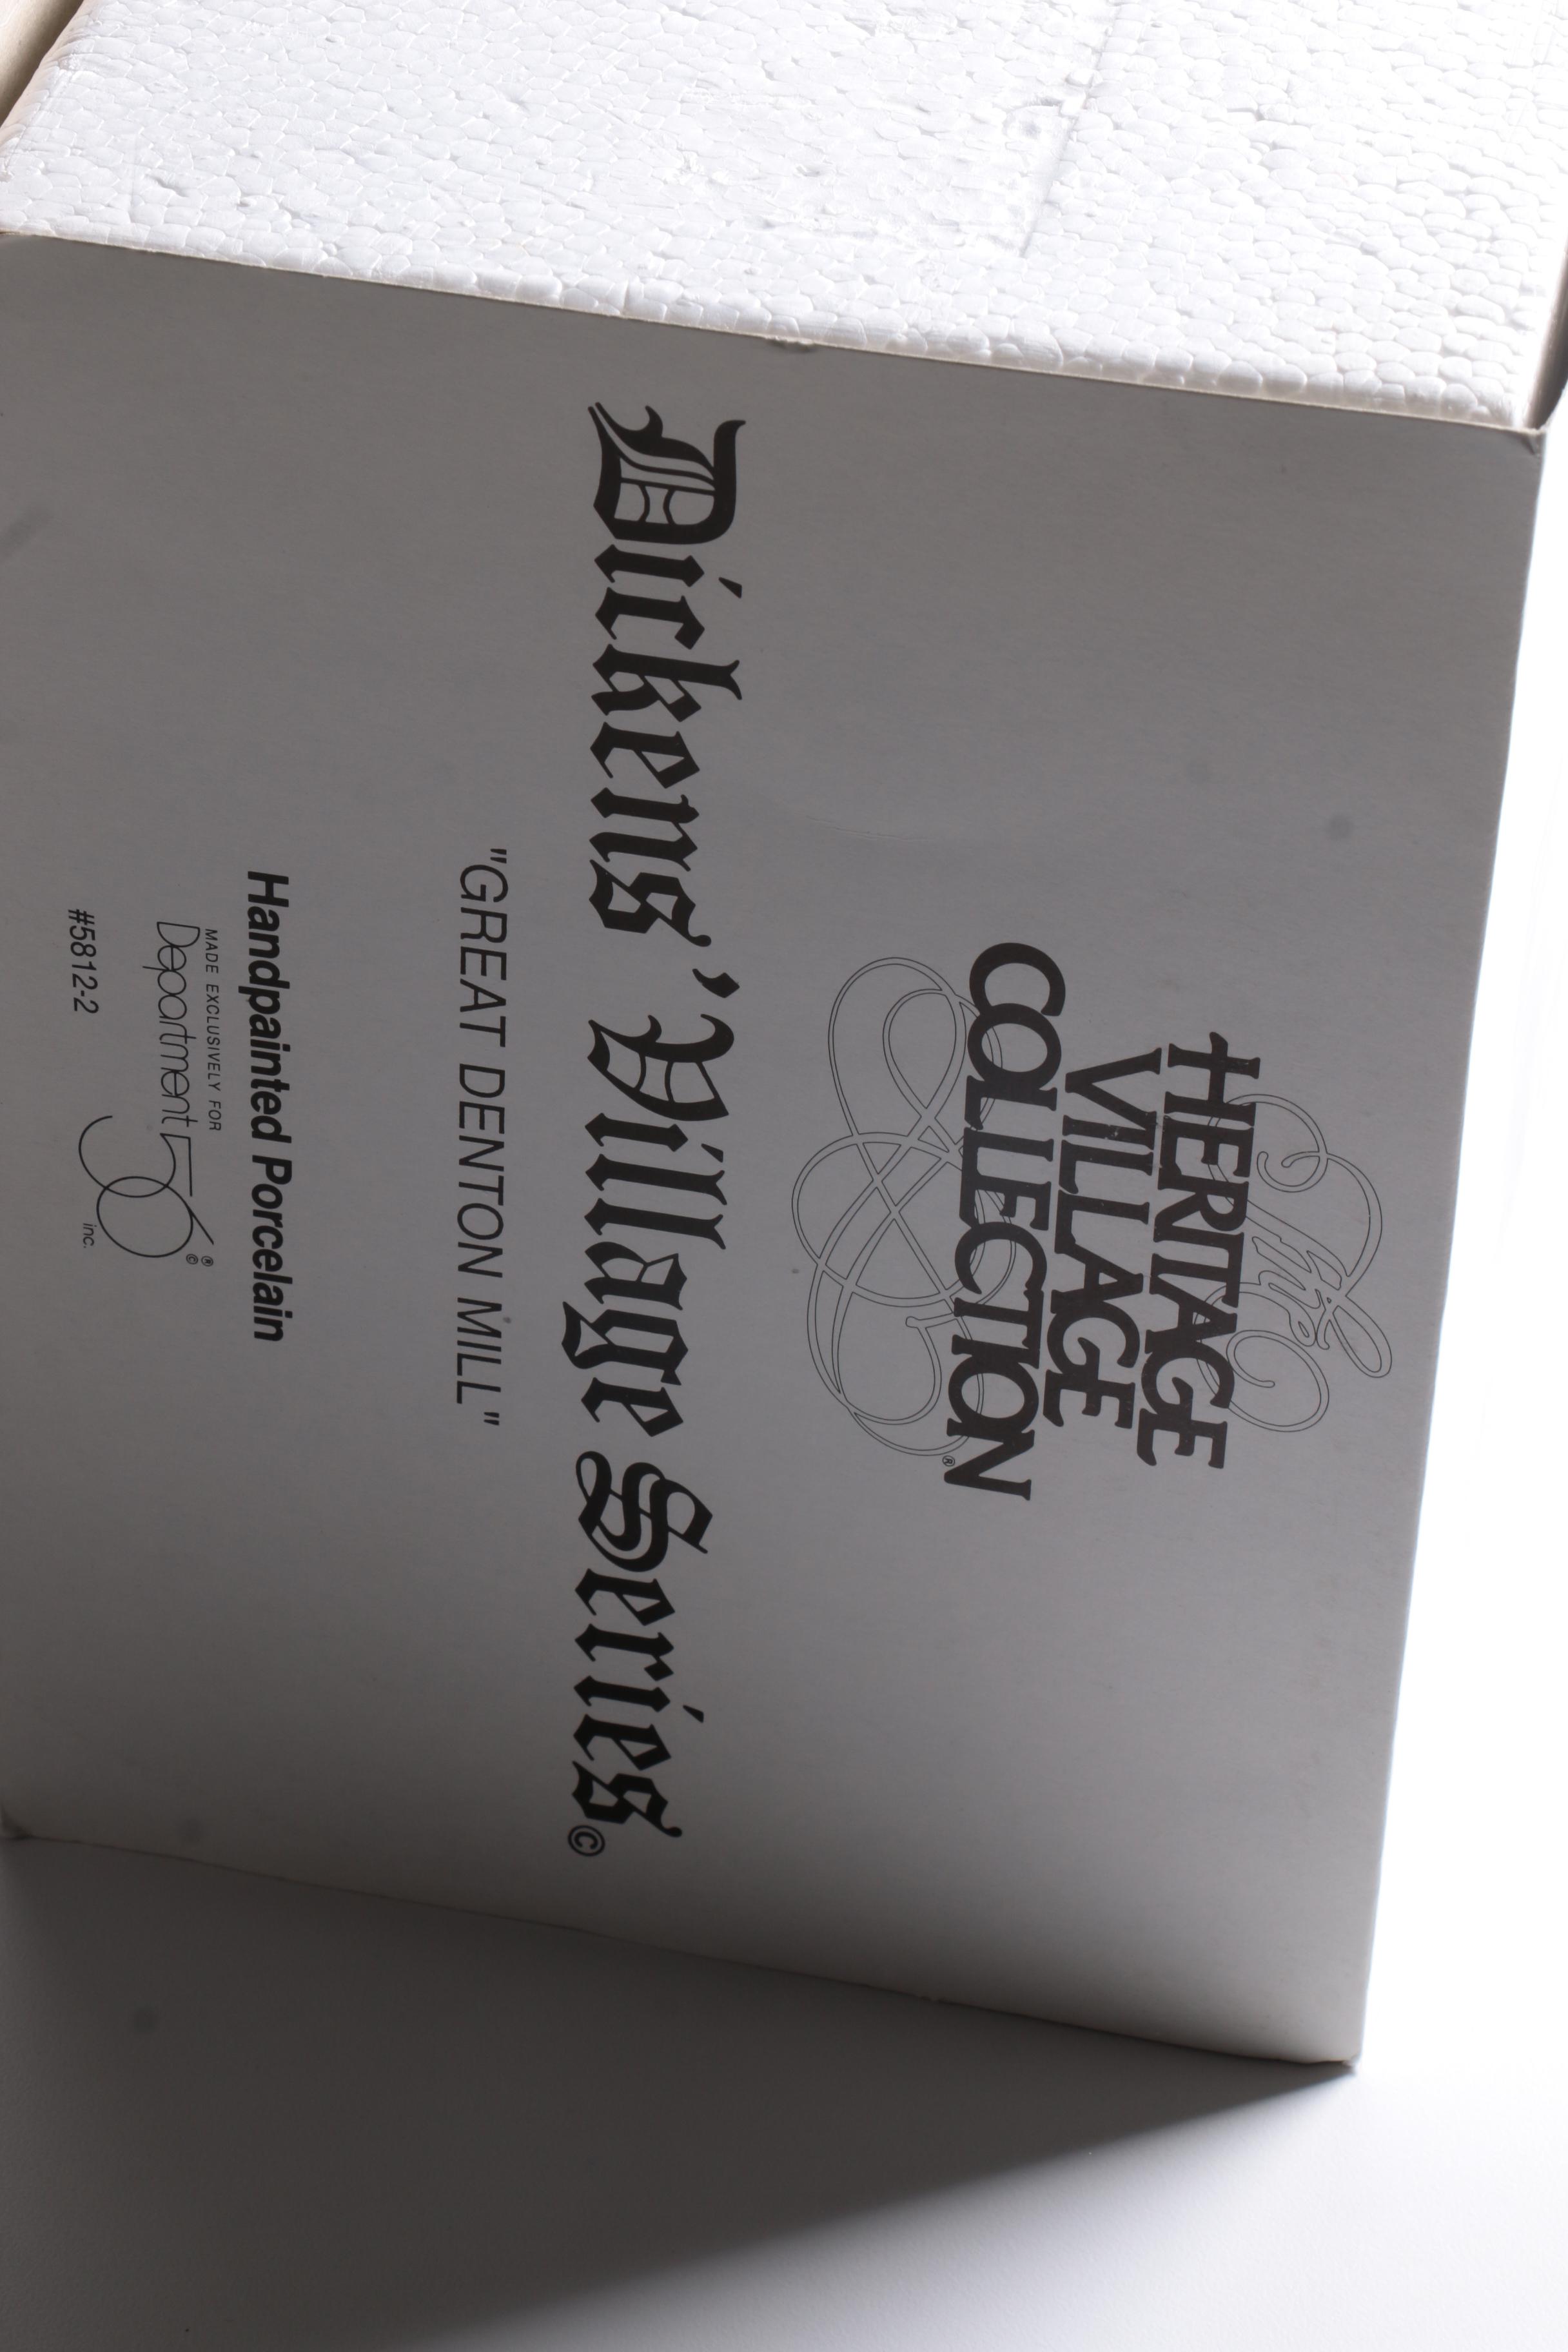 The
HERITAGE
VILLAGE
COLLECTION®
Dickens' Village Series©
"GREAT DENTON MILL"
Handpainted Porcelain
MADE EXCLUSIVELY FOR
Department 56® © inc.
#5812-2